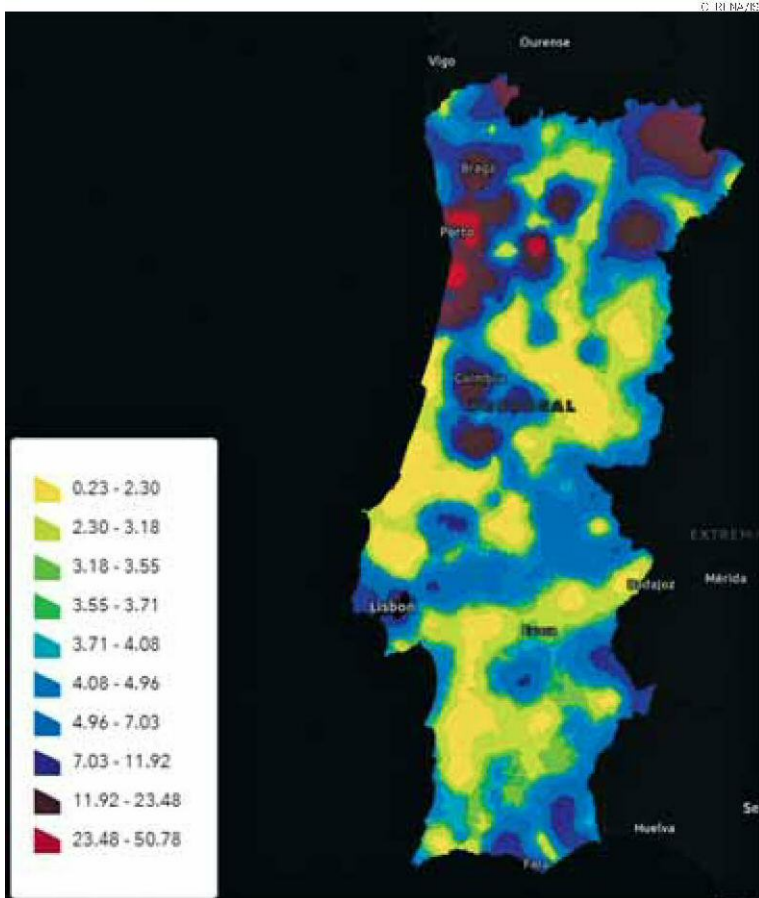 Ourense
Vigo
Braga
Porto
Coimbra
EXTREM
Badajoz
Mérida
Lisbon
Huelva
Se
0.23 - 2.30
2.30 - 3.18
3.18 - 3.55
3.55 - 3.71
3.71 - 4.08
4.08 - 4.96
4.96 - 7.03
7.03 - 11.92
11.92 - 23.48
23.48 - 50.78